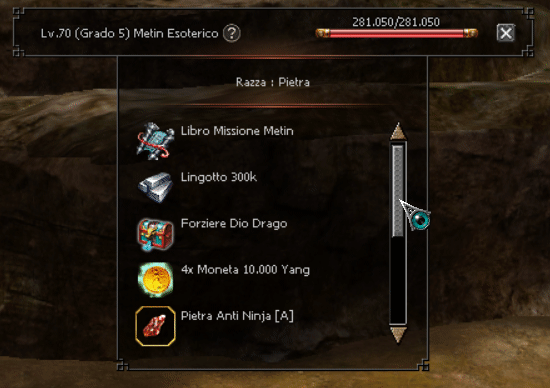 281.050/281.050
Lv.70 (Grado 5) Metin Esoterico ?
Razza : Pietra
Libro Missione Metin
Lingotto 300k
Forziere Dio Drago
4x Moneta 10.000 Yang
Pietra Anti Ninja [A]